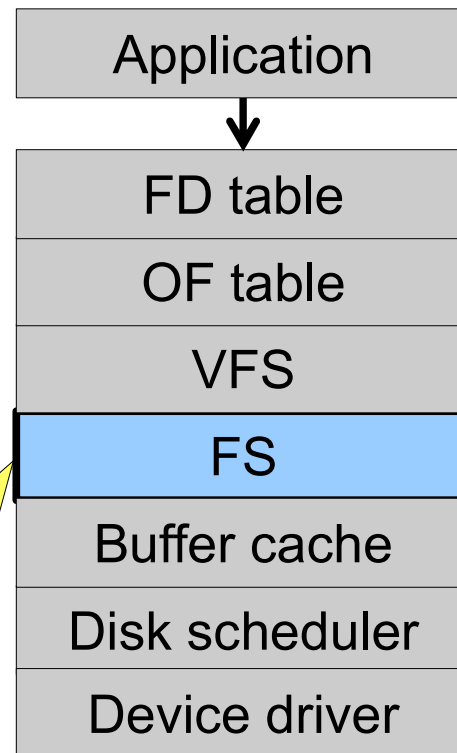 Application
FD table
OF table
VFS
FS
Buffer cache
Disk scheduler
Device driver